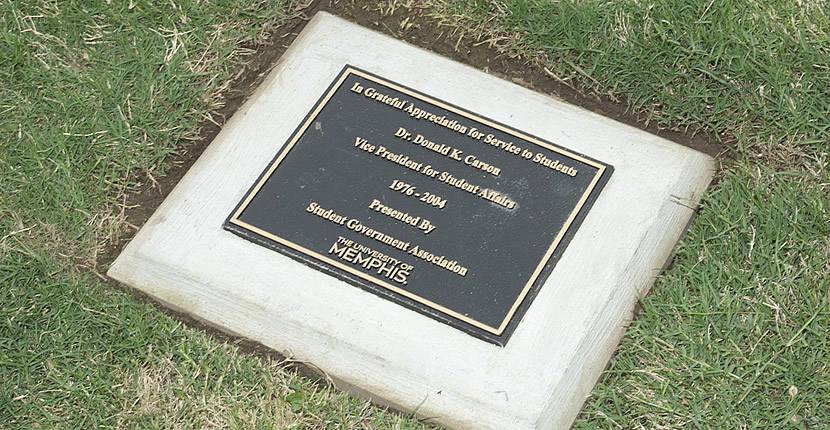 In Grateful Appreciation for Service to Students
Dr. Donald K. Carson
Vice President for Student Affairs
1976 - 2004
Presented By
Student Government Association
THE UNIVERSITY OF
MEMPHIS.